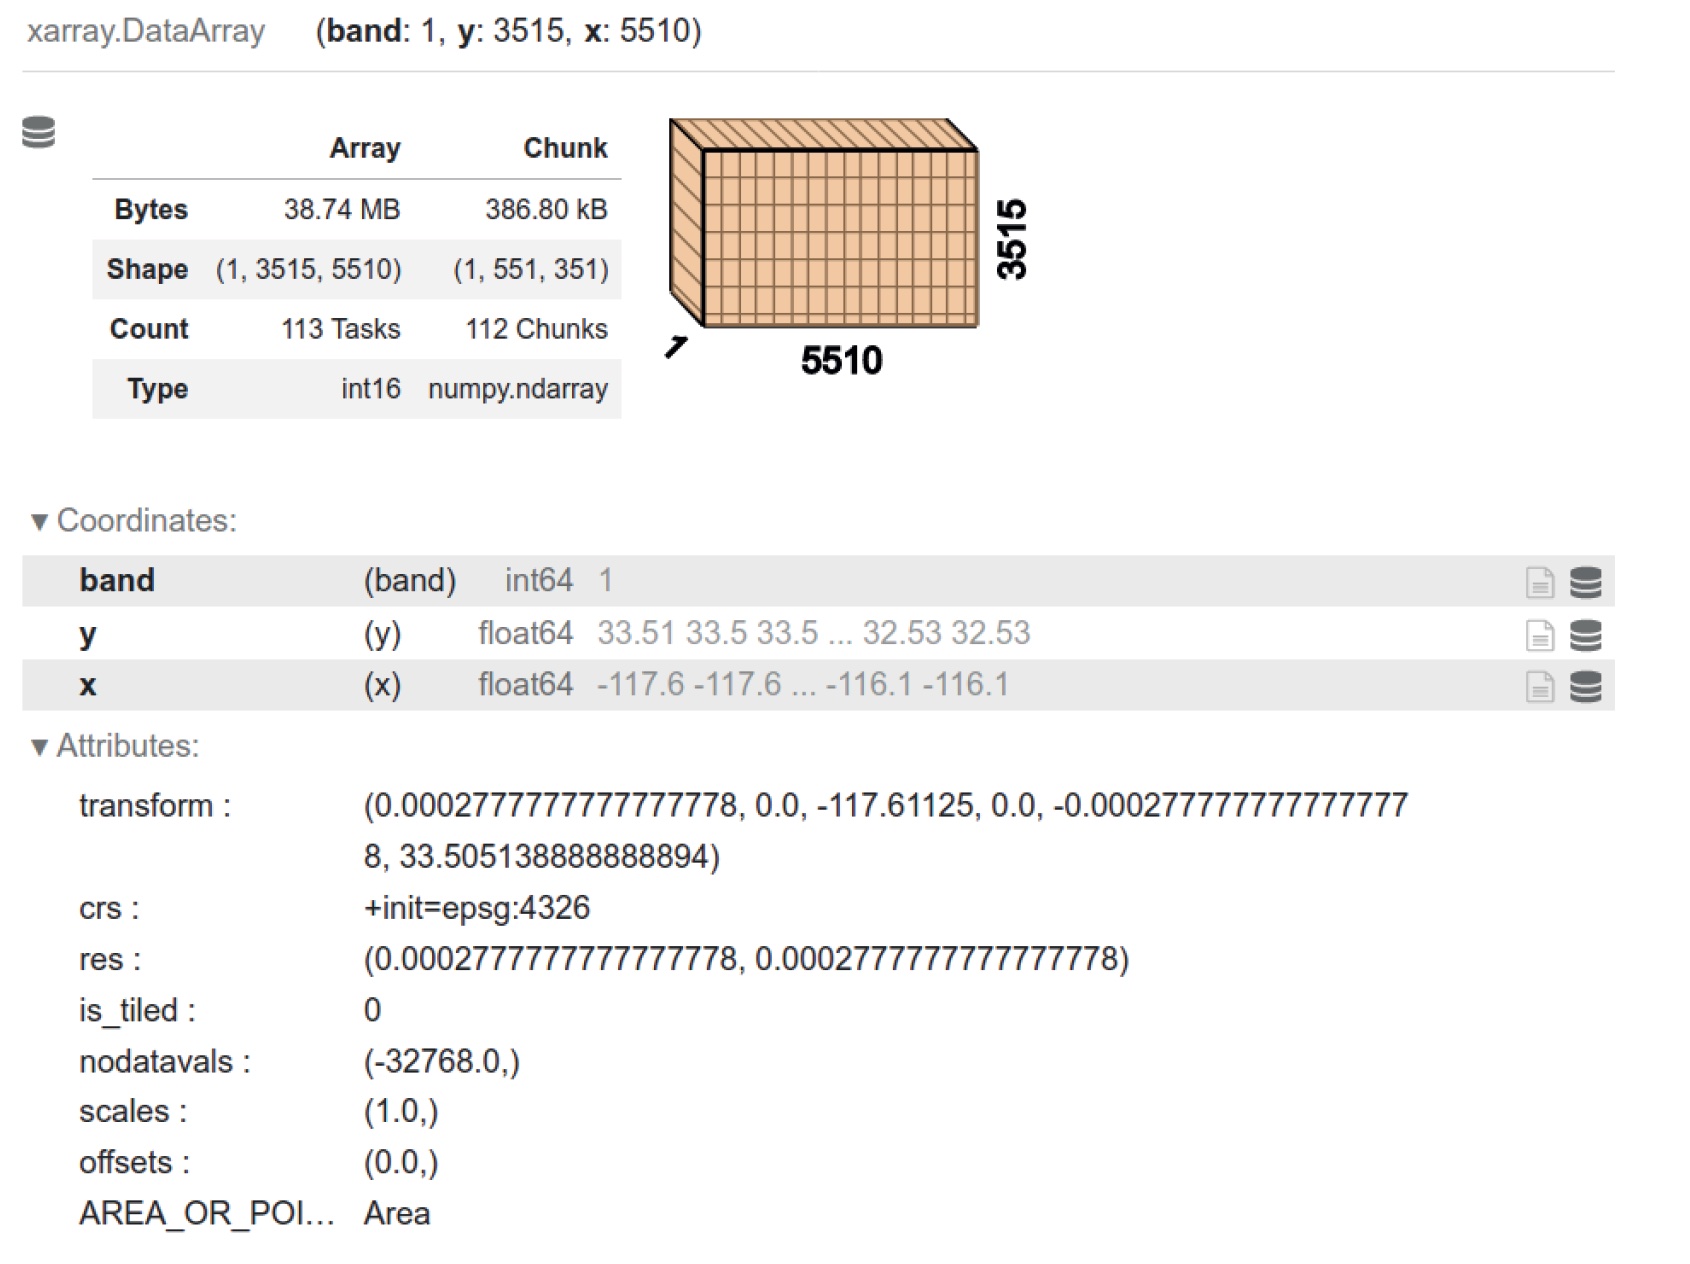 xarray.DataArray (band: 1, y: 3515, x: 5510)
Array Chunk
Bytes 38.74 MB 386.80 kB
Shape (1, 3515, 5510) (1, 551, 351)
Count 113 Tasks 112 Chunks
Type int16 numpy.ndarray
3515
1
5510
▼ Coordinates:
band (band) int64 1
y (y) float64 33.51 33.5 33.5 ... 32.53 32.53
x (x) float64 -117.6 -117.6 ... -116.1 -116.1
▼ Attributes:
transform : (0.0002777777777777778, 0.0, -117.61125, 0.0, -0.000277777777777777
8, 33.505138888888894)
crs : +init=epsg:4326
res : (0.0002777777777777778, 0.0002777777777777778)
is_tiled : 0
nodatavals : (-32768.0,)
scales : (1.0,)
offsets : (0.0,)
AREA_OR_POI... Area